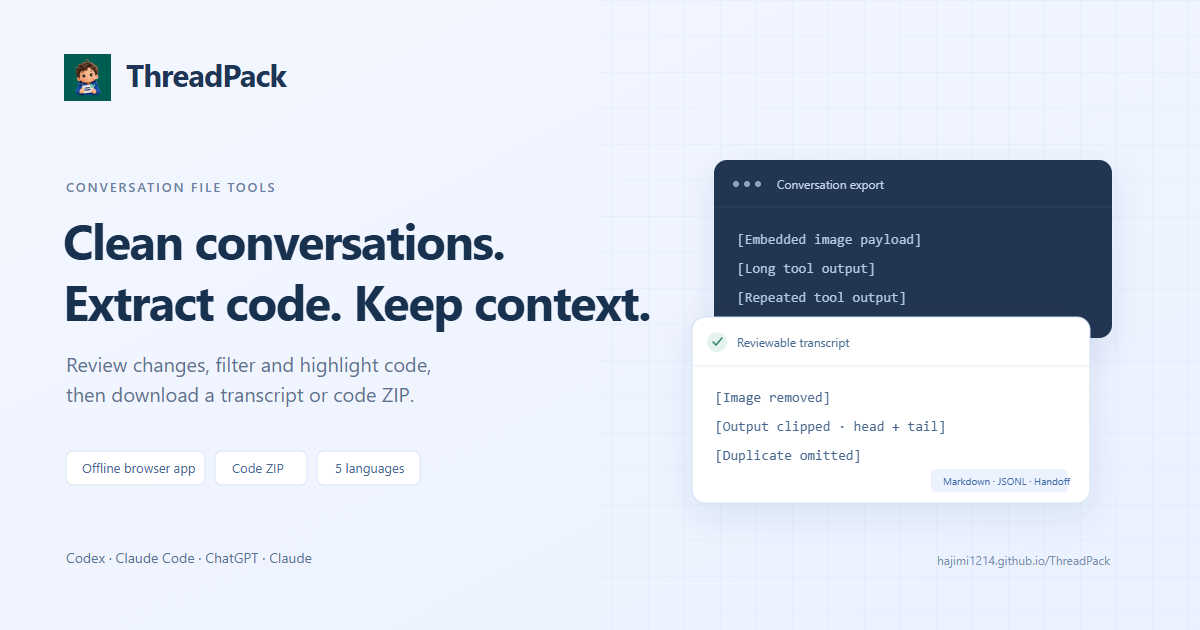 ThreadPack
CONVERSATION FILE TOOLS
Clean conversations.
Extract code. Keep context.
Review changes, filter and highlight code,
then download a transcript or code ZIP.
Offline browser app
Code ZIP
5 languages
Codex · Claude Code · ChatGPT · Claude
Conversation export
[Embedded image payload]
[Long tool output]
[Repeated tool output]
Reviewable transcript
[Image removed]
[Output clipped · head + tail]
[Duplicate omitted]
Markdown · JSONL · Handoff
hajimi1214.github.io/ThreadPack